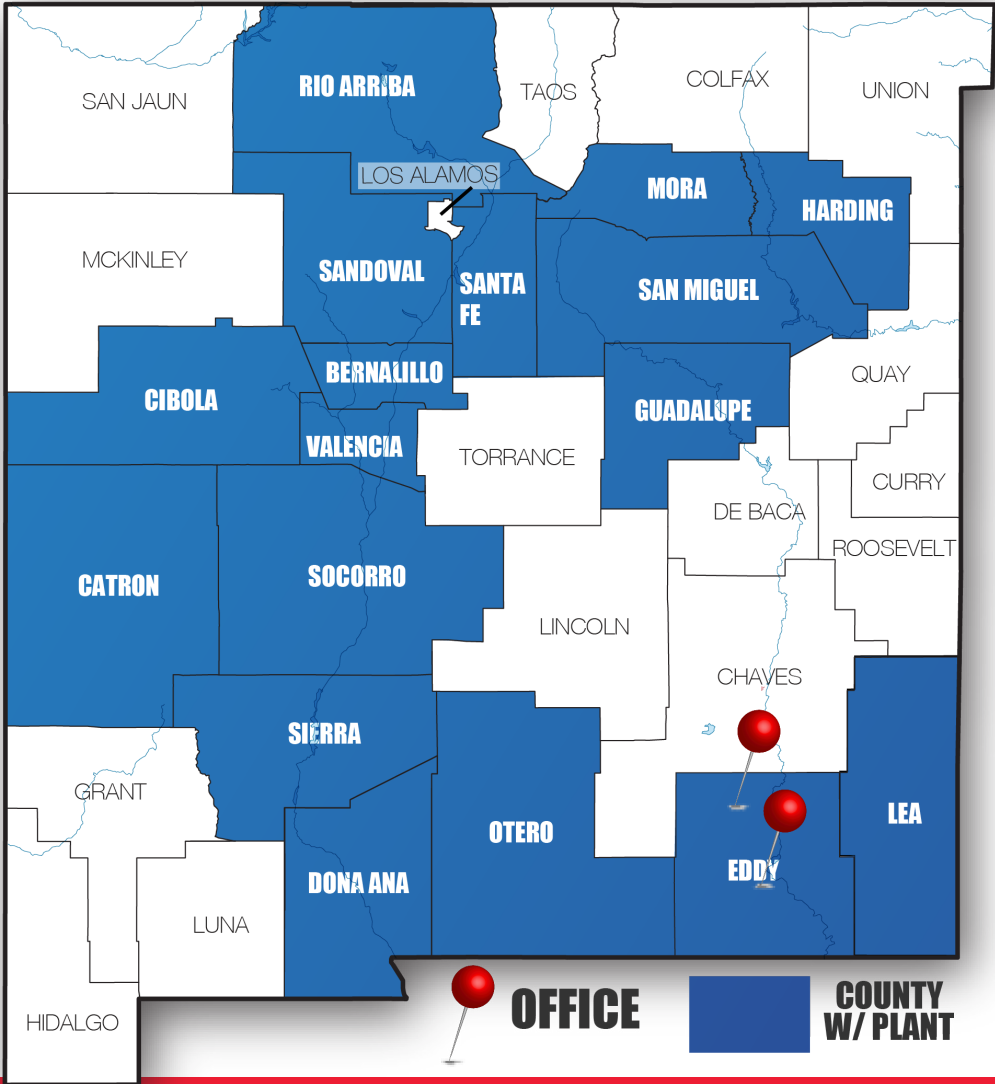 RIO ARRIBA
TAOS
COLFAX
UNION
SAN JAUN
LOS ALAMOS
MORA
HARDING
MCKINLEY
SANDOVAL
SANTA
FE
SAN MIGUEL
BERNALILLO
QUAY
CIBOLA
GUADALUPE
VALENCIA
TORRANCE
CURRY
DE BACA
ROOSEVELT
CATRON
SOCORRO
LINCOLN
CHAVES
SIERRA
GRANT
OTERO
LEA
EDDY
DONA ANA
LUNA
HIDALGO
OFFICE
COUNTY
W/ PLANT